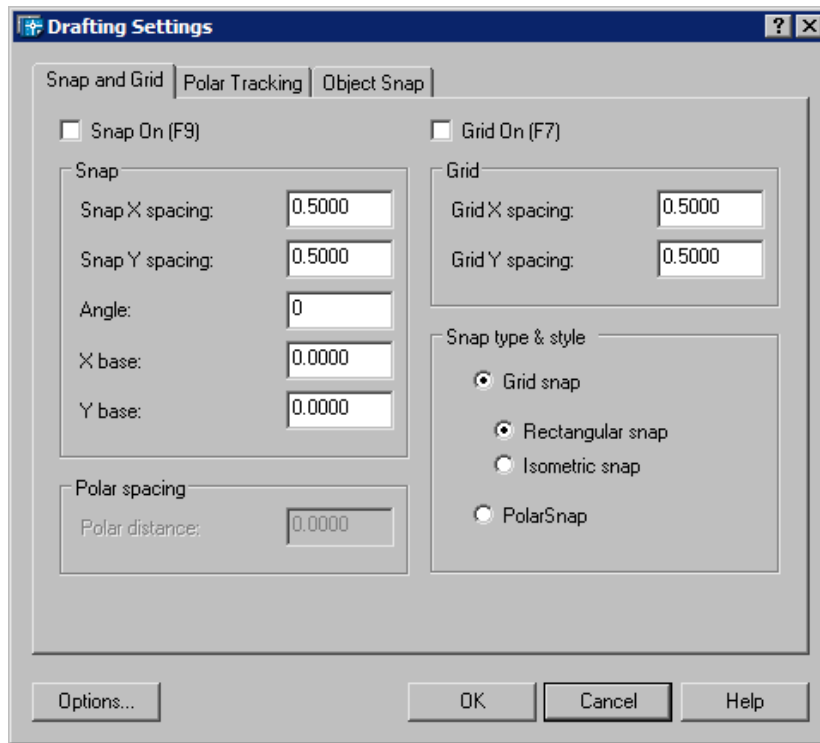 Drafting Settings
Snap and Grid
Polar Tracking
Object Snap
Snap On (F9)
Snap
Snap X spacing: 0.5000
Snap Y spacing: 0.5000
Angle: 0
X base: 0.0000
Y base: 0.0000
Polar spacing
Polar distance: 0.0000
Grid On (F7)
Grid
Grid X spacing: 0.5000
Grid Y spacing: 0.5000
Snap type & style
Grid snap
Rectangular snap
Isometric snap
PolarSnap
Options...
OK
Cancel
Help